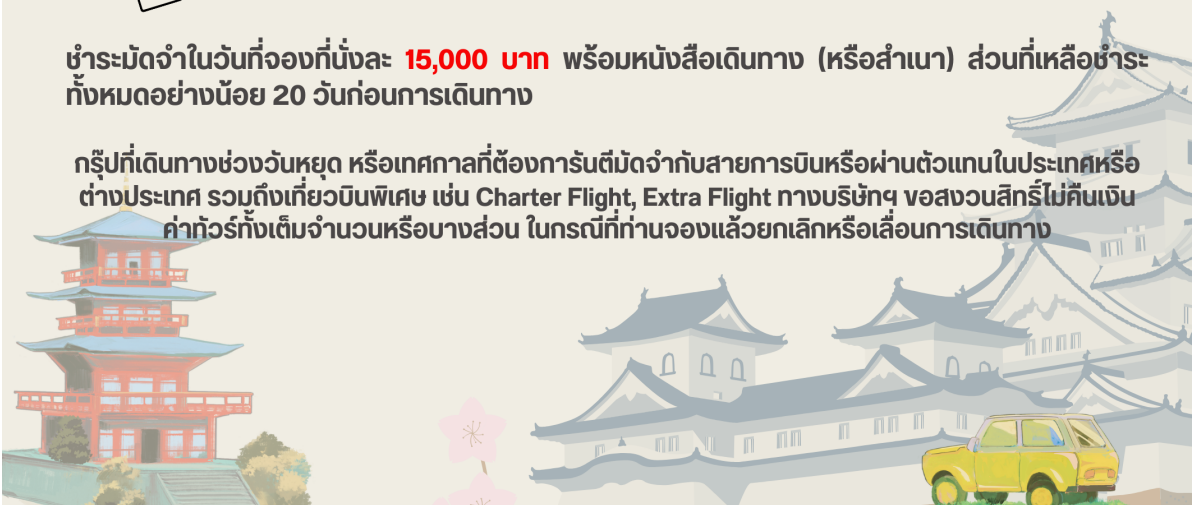 ชำระมัดจำในวันที่จองที่นั่งละ 15,000 บาท พร้อมหนังสือเดินทาง (หรือสำเนา) ส่วนที่เหลือชำระ
ทั้งหมดอย่างน้อย 20 วันก่อนการเดินทาง
กรุ๊ปที่เดินทางช่วงวันหยุด หรือเทศกาลที่ต้องการันตีมัดจำกับสายการบินหรือผ่านตัวแทนในประเทศหรือ
ต่างประเทศ รวมถึงเที่ยวบินพิเศษ เช่น Charter Flight, Extra Flight ทางบริษัทฯ ขอสงวนสิทธิ์ไม่คืนเงิน
ค่าทัวร์ทั้งเต็มจำนวนหรือบางส่วน ในกรณีที่ท่านจองแล้วยกเลิกหรือเลื่อนการเดินทาง